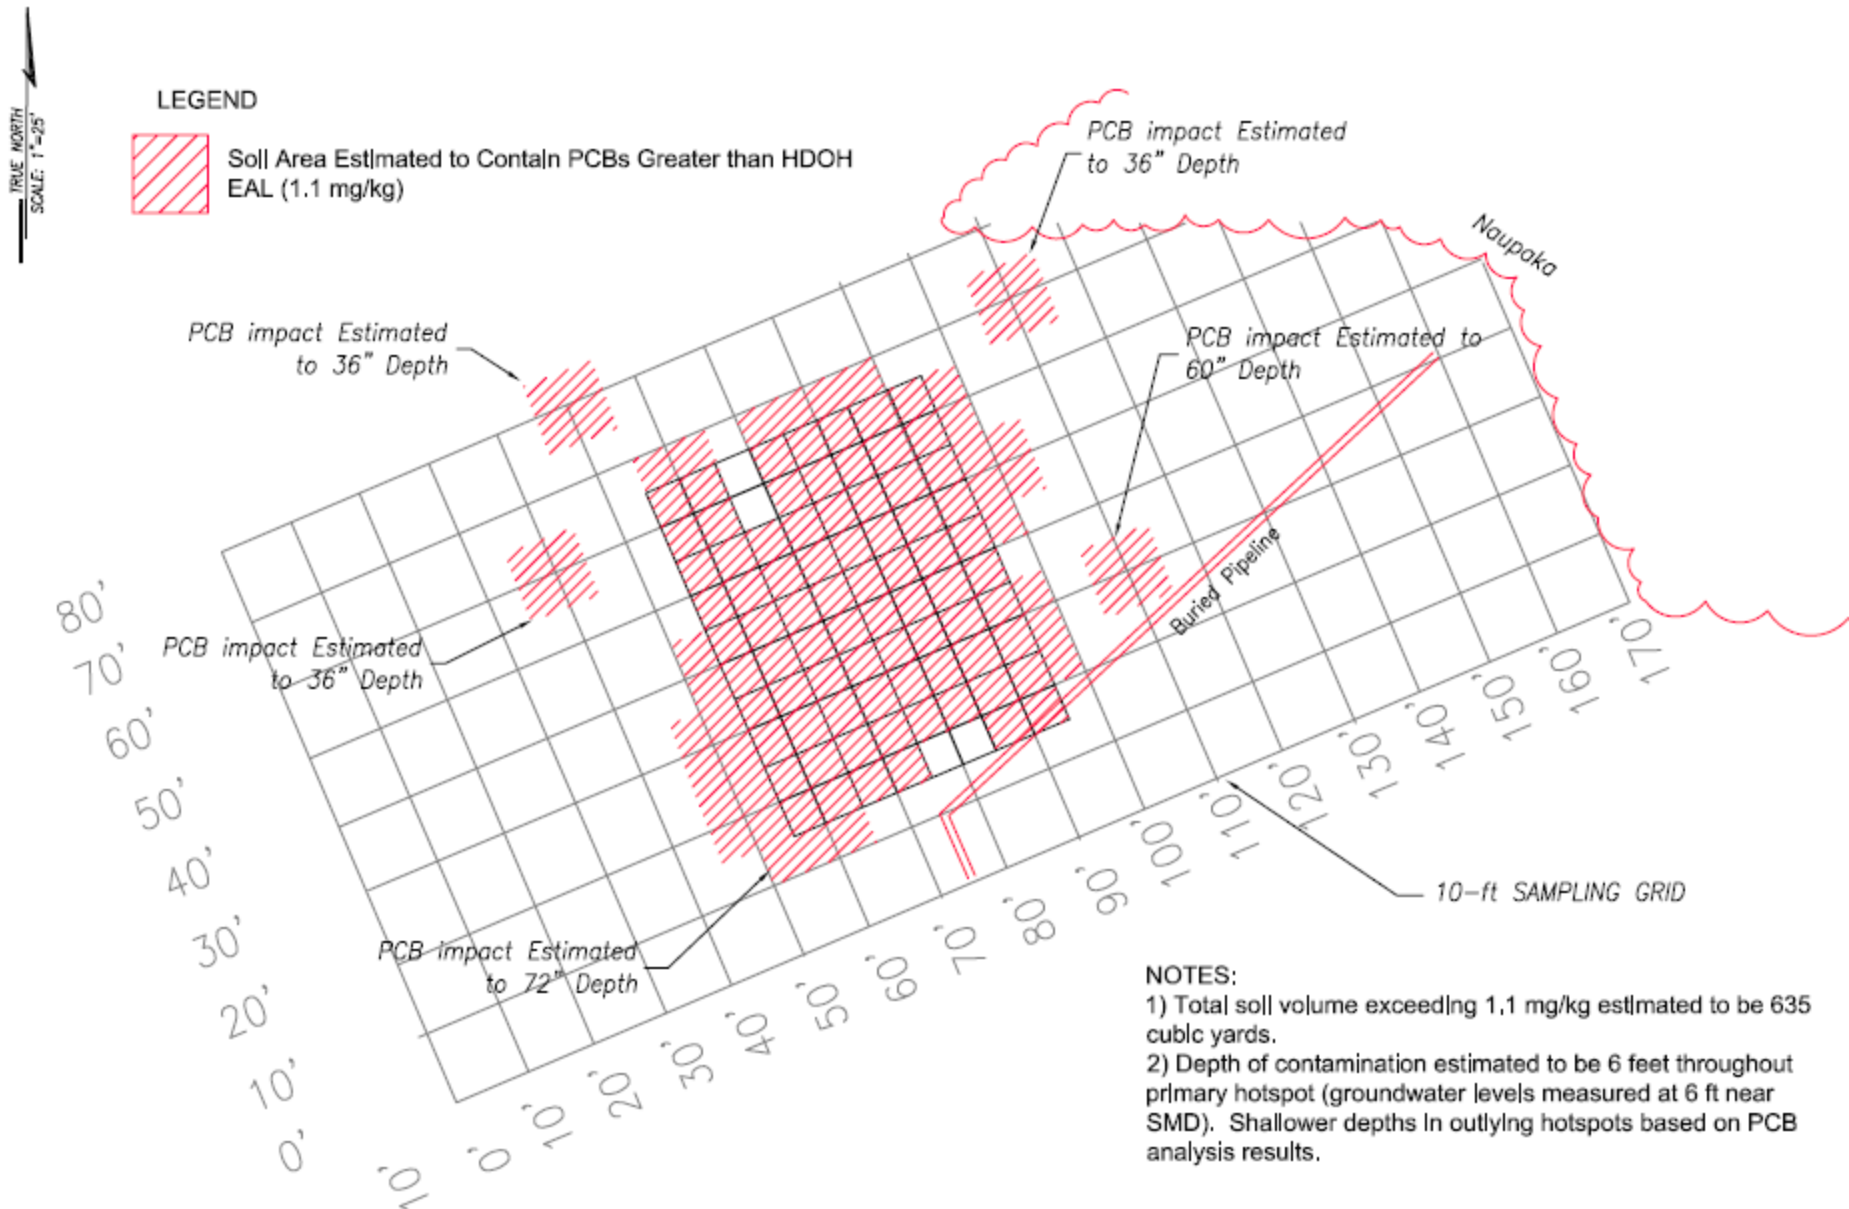 TRUE NORTH
SCALE: 1"=25'
LEGEND
Soil Area Estimated to Contain PCBs Greater than HDOH
EAL (1.1 mg/kg)
PCB impact Estimated
to 36" Depth
Naupaka
PCB impact Estimated
to 36" Depth
PCB impact Estimated to
60" Depth
Buried Pipeline
PCB impact Estimated
to 36" Depth
80'
70'
60'
50'
40'
30'
20'
10'
0'
10'
0'
10'
20'
30'
40'
50'
60'
70'
80'
90'
100'
110'
120'
130'
140'
150'
160'
170'
10-ft SAMPLING GRID
PCB impact Estimated
to 72" Depth
NOTES:
1) Total soil volume exceeding 1.1 mg/kg estimated to be 635
cubic yards.
2) Depth of contamination estimated to be 6 feet throughout
primary hotspot (groundwater levels measured at 6 ft near
SMD). Shallower depths in outlying hotspots based on PCB
analysis results.